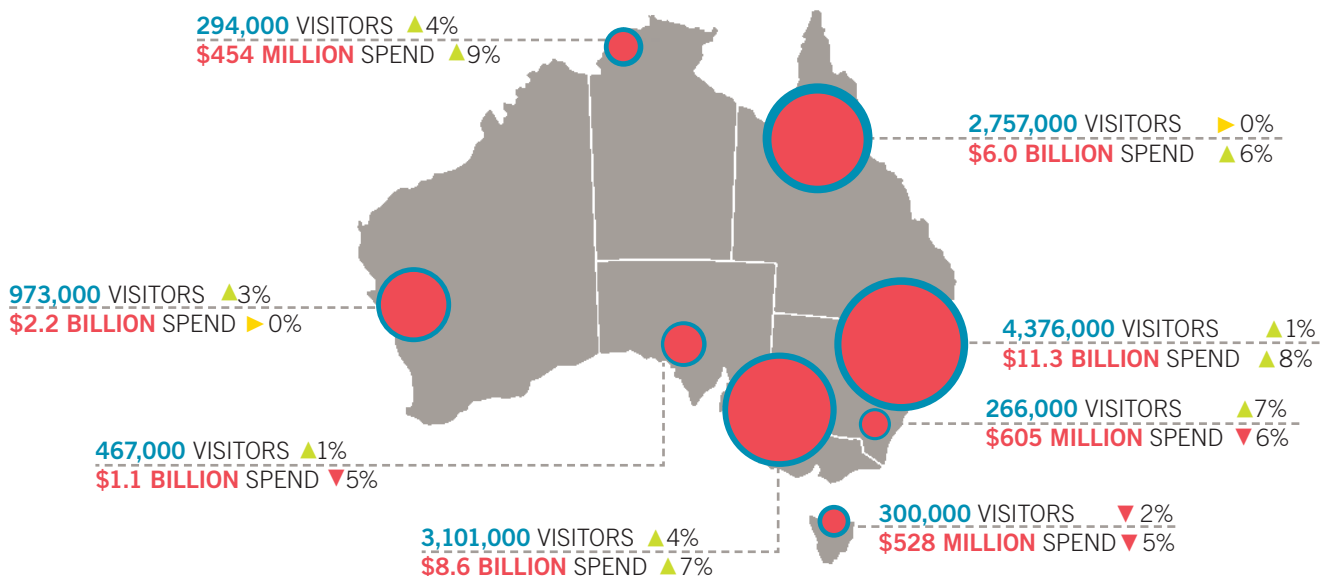 294,000 VISITORS ▲4%
$454 MILLION SPEND ▲9%
2,757,000 VISITORS ▶ 0%
$6.0 BILLION SPEND ▲ 6%
973,000 VISITORS ▲3%
$2.2 BILLION SPEND ▶ 0%
4,376,000 VISITORS ▲ 1%
$11.3 BILLION SPEND ▲ 8%
266,000 VISITORS ▲7%
$605 MILLION SPEND ▼ 6%
467,000 VISITORS ▲1%
$1.1 BILLION SPEND ▼5%
300,000 VISITORS ▼ 2%
$528 MILLION SPEND ▼ 5%
3,101,000 VISITORS ▲4%
$8.6 BILLION SPEND ▲ 7%